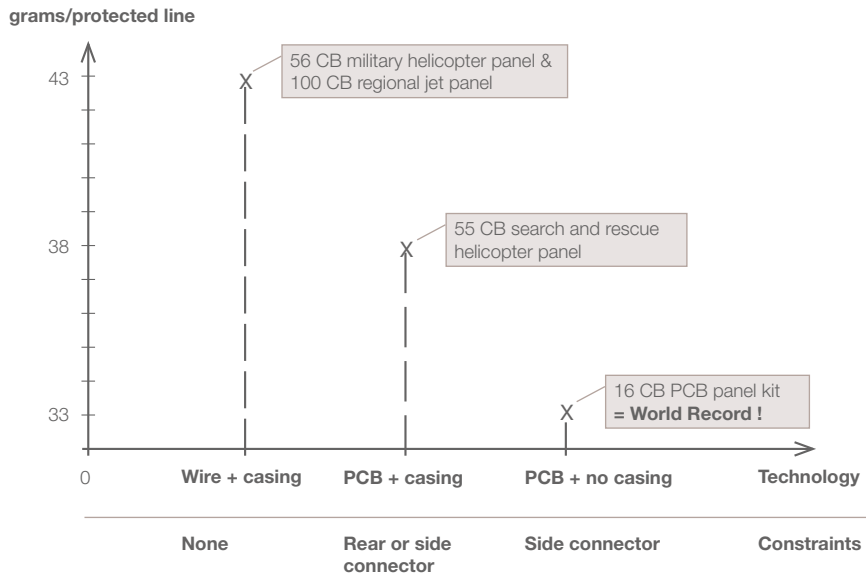 grams/protected line
56 CB military helicopter panel &
100 CB regional jet panel
43
X
55 CB search and rescue
helicopter panel
38
X
16 CB PCB panel kit
= World Record !
33
X
0
Wire + casing
PCB + casing
PCB + no casing
Technology
None
Rear or side
connector
Side connector
Constraints